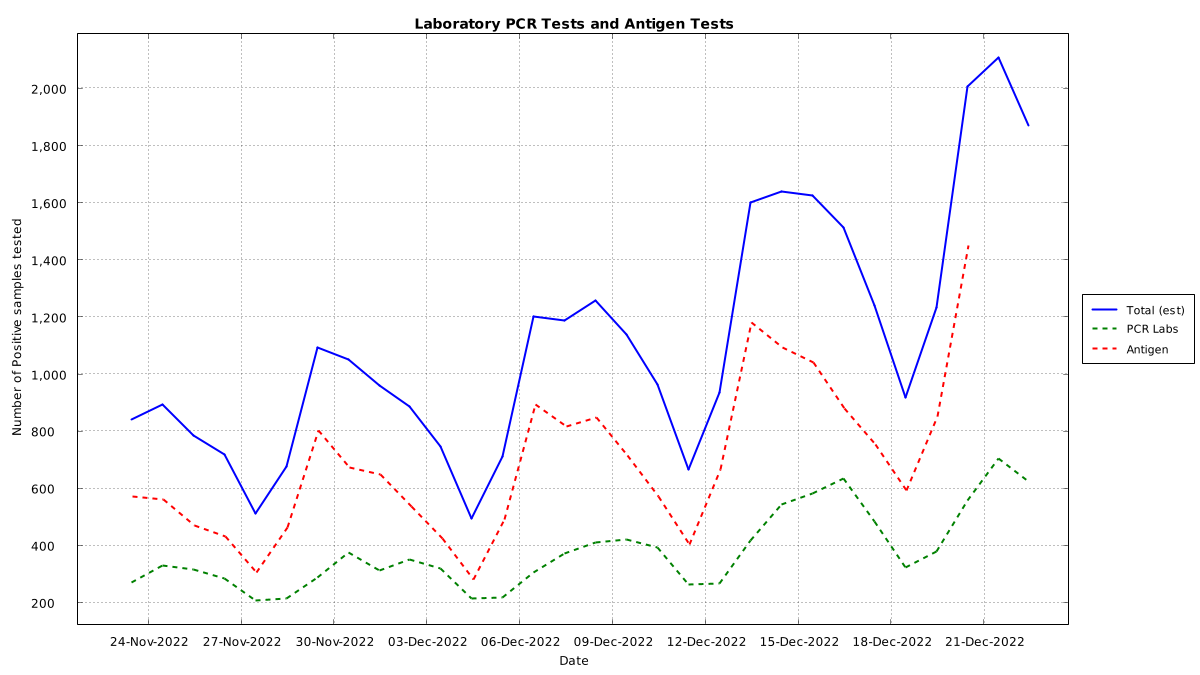 Laboratory PCR Tests and Antigen Tests
Number of Positive samples tested
2,000
1,800
1,600
1,400
1,200
1,000
800
600
400
200
24-Nov-2022 27-Nov-2022 30-Nov-2022 03-Dec-2022 06-Dec-2022 09-Dec-2022 12-Dec-2022 15-Dec-2022 18-Dec-2022 21-Dec-2022
Date
Total (est)
PCR Labs
Antigen